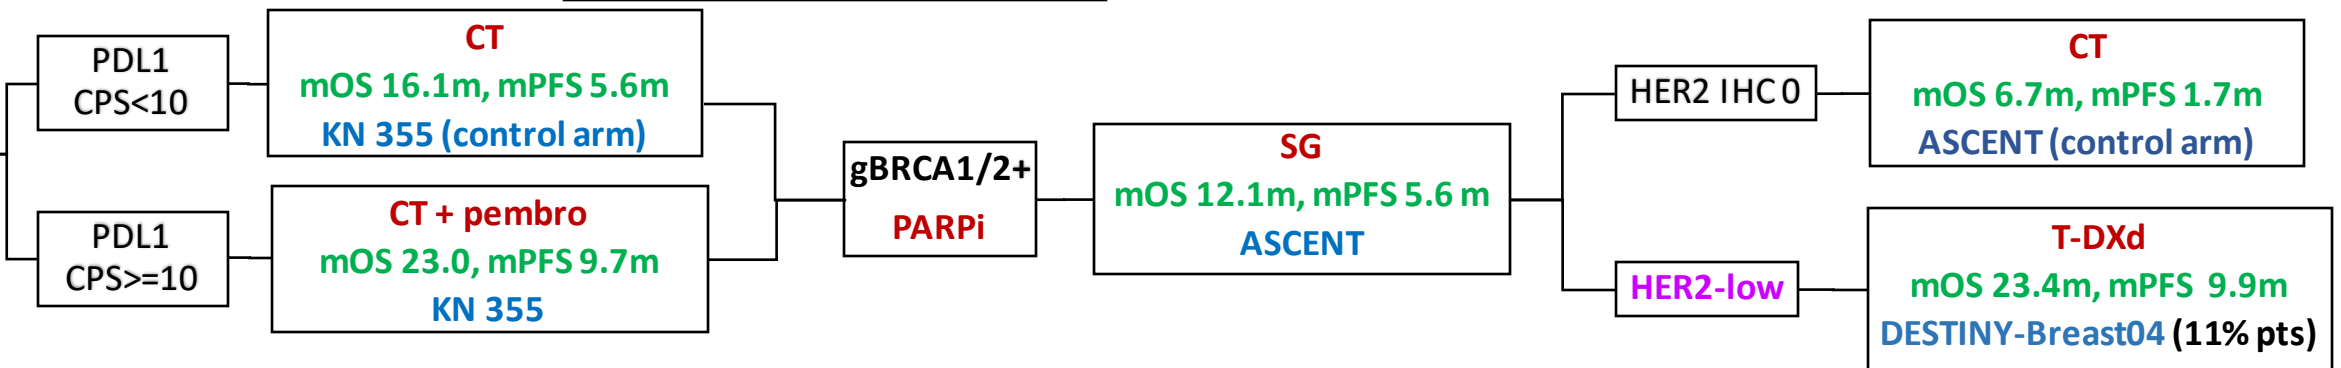 PDL1
CPS<10
CT
mOS 16.1m, mPFS 5.6m
KN 355 (control arm)
PDL1
CPS>=10
CT + pembro
mOS 23.0, mPFS 9.7m
KN 355
gBRCA1/2+
PARPi
SG
mOS 12.1m, mPFS 5.6 m
ASCENT
HER2 IHC 0
CT
mOS 6.7m, mPFS 1.7m
ASCENT (control arm)
HER2-low
T-DXd
mOS 23.4m, mPFS 9.9m
DESTINY-Breast04 (11% pts)